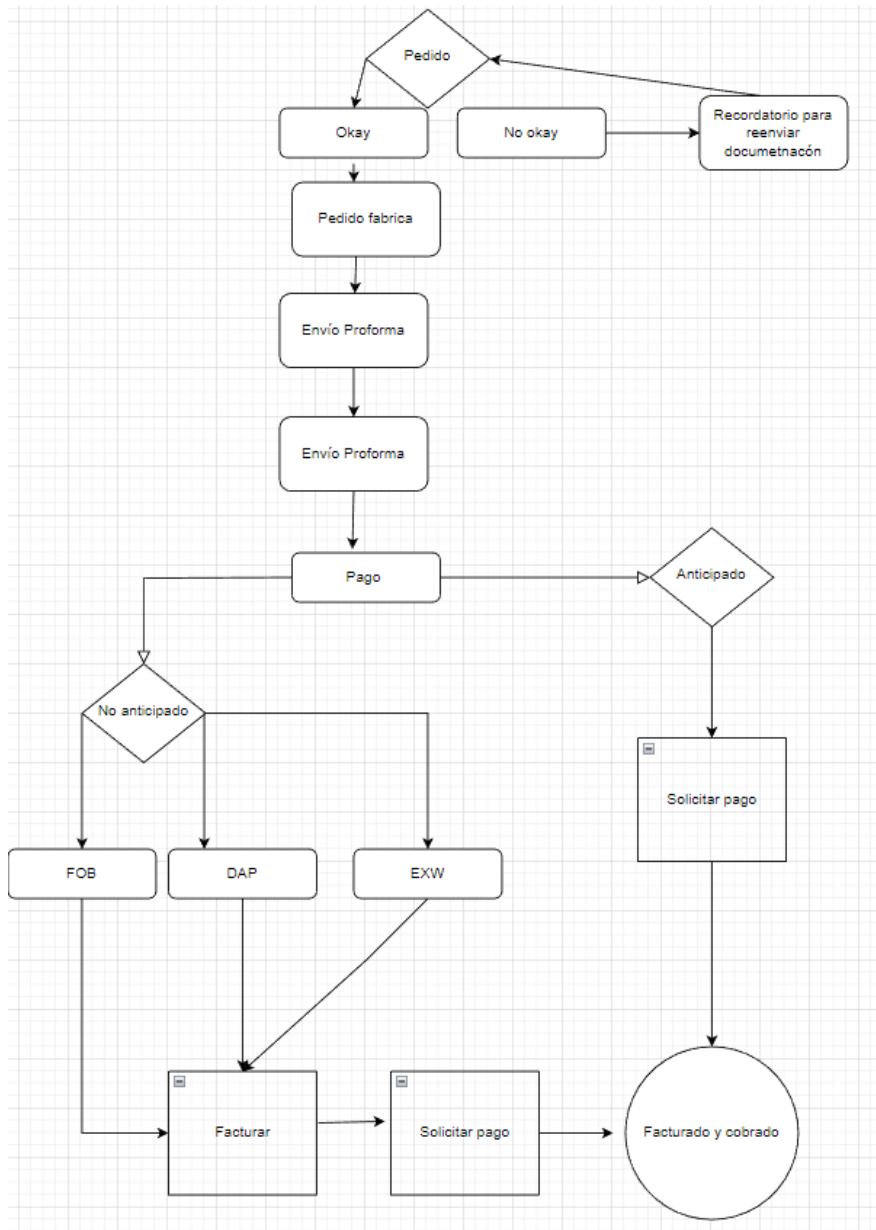 Pedido
Okay
No okay
Recordatorio para
reenviar
documetnacón
Pedido fabrica
Envío Proforma
Envío Proforma
Pago
Anticipado
No anticipado
Solicitar pago
FOB
DAP
EXW
Facturar
Solicitar pago
Facturado y cobrado